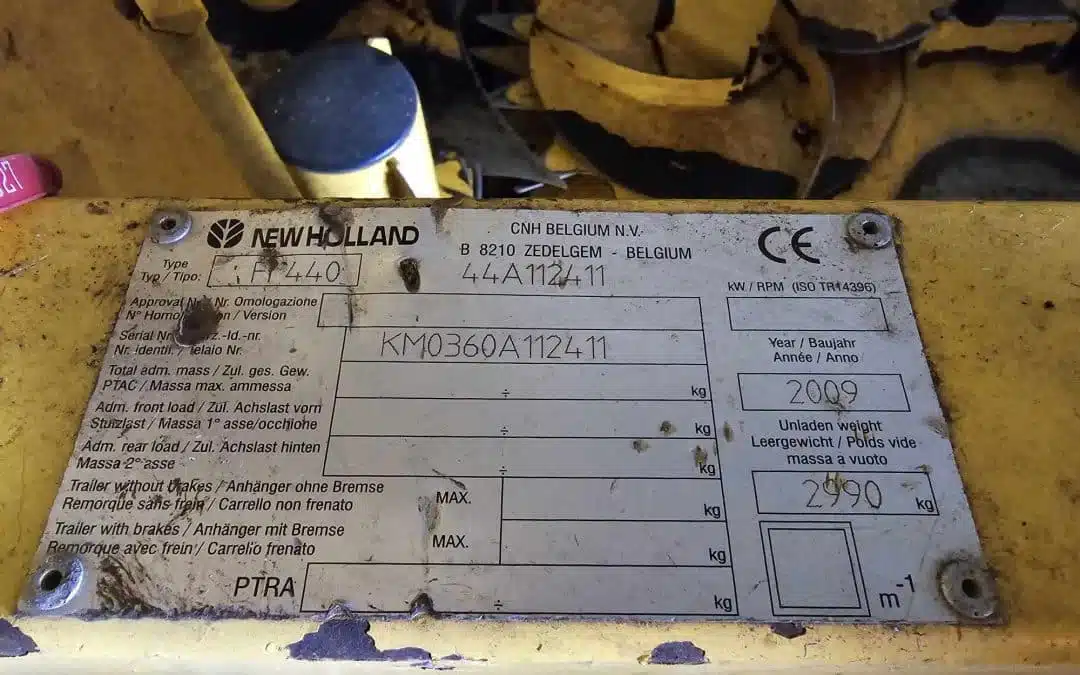 027
NEW HOLLAND
CNH BELGIUM N.V.
B 8210 ZEDELGEM - BELGIUM
CE
Type
Typ / Tipo:
440
44A112411
kW / RPM (ISO TR14396)
Approval Nr. Omologazione
N° / Version
Serial
KM0360A112411
Nr. Identif. / Telaio Nr.
Year / Baujahr
Année / Anno
2009
Total adm. mass / Zul. ges. Gew.
PTAC / Massa max. ammessa
÷ kg
Adm. front load / Zul. Achslast vorn
Stutzlast / Massa 1° asse/occhione
÷ kg
Adm. rear load / Zul. Achslast hinten
Massa 2° asse
÷ kg
Unladen weight
Leergewicht / Poids vide
massa a vuoto
2990 kg
Trailer without brakes / Anhänger ohne Bremse
Remorque sans frein / Carrello non frenato
MAX. kg
Trailer with brakes / Anhänger mit Bremse
Remorque avec frein / Carrello frenato
MAX. kg
PTRA ÷ kg
m-1